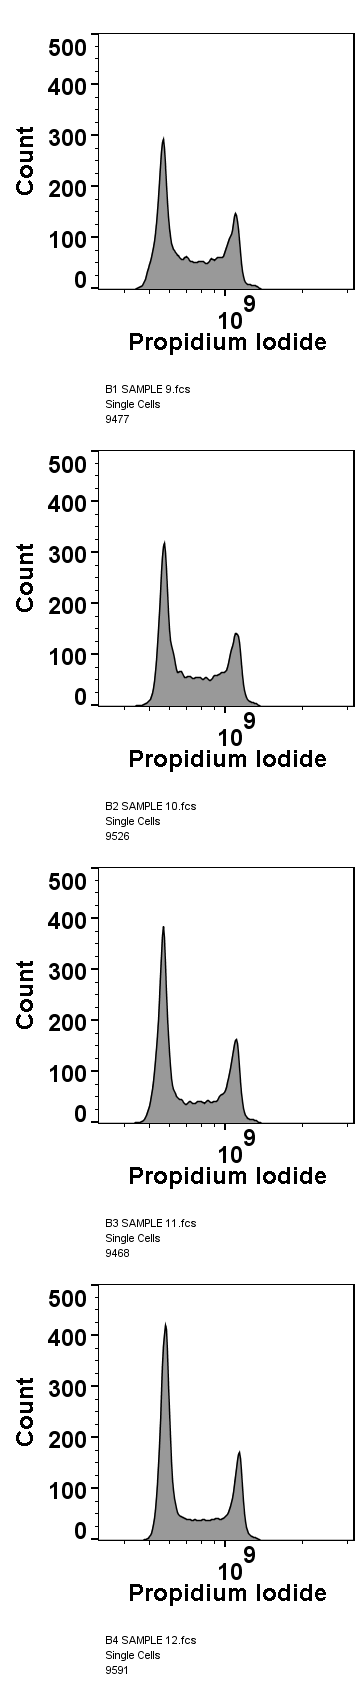 500
400
300
200
100
0
Count
10^9
Propidium Iodide
B1 SAMPLE 9.fcs
Single Cells
9477
500
400
300
200
100
0
Count
10^9
Propidium Iodide
B2 SAMPLE 10.fcs
Single Cells
9526
500
400
300
200
100
0
Count
10^9
Propidium Iodide
B3 SAMPLE 11.fcs
Single Cells
9468
500
400
300
200
100
0
Count
10^9
Propidium Iodide
B4 SAMPLE 12.fcs
Single Cells
9591